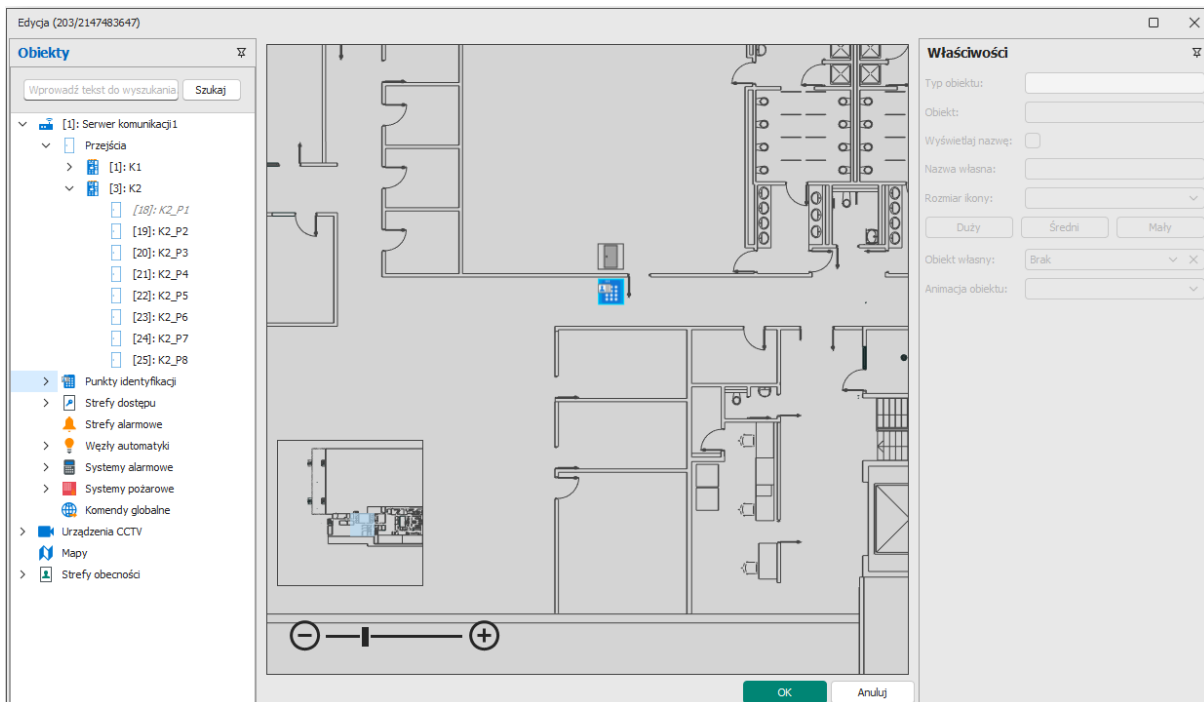 Edycja (203/2147483647)
Obiekty
Wprowadź tekst do wyszukania.
Szukaj
[1]: Serwer komunikacji1
Przejścia
[1]: K1
[3]: K2
[18]: K2_P1
[19]: K2_P2
[20]: K2_P3
[21]: K2_P4
[22]: K2_P5
[23]: K2_P6
[24]: K2_P7
[25]: K2_P8
Punkty identyfikacji
Strefy dostępu
Strefy alarmowe
Węzły automatyki
Systemy alarmowe
Systemy pożarowe
Komendy globalne
Urządzenia CCTV
Mapy
Strefy obecności
OK
Anuluj
Właściwości
Typ obiektu:
Obiekt:
Wyświetlaj nazwę:
Nazwa własna:
Rozmiar ikony:
Duży
Średni
Mały
Obiekt własny:
Brak
Animacja obiektu: